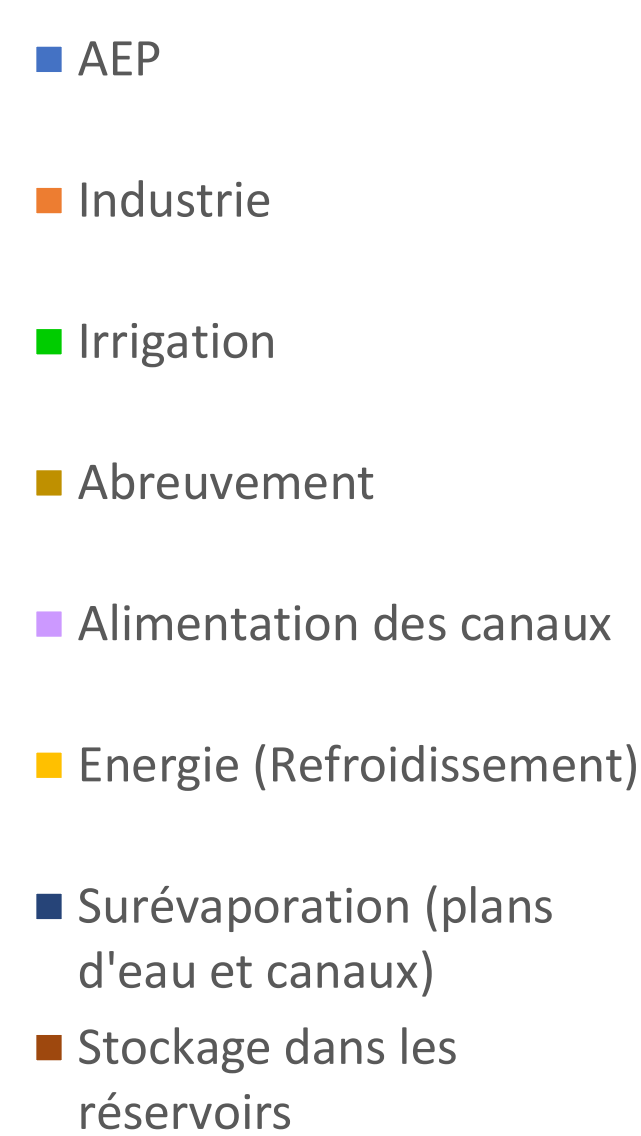 AEP
Industrie
Irrigation
Abreuvement
Alimentation des canaux
Energie (Refroidissement)
Surévaporation (plans
d'eau et canaux)
Stockage dans les
réservoirs